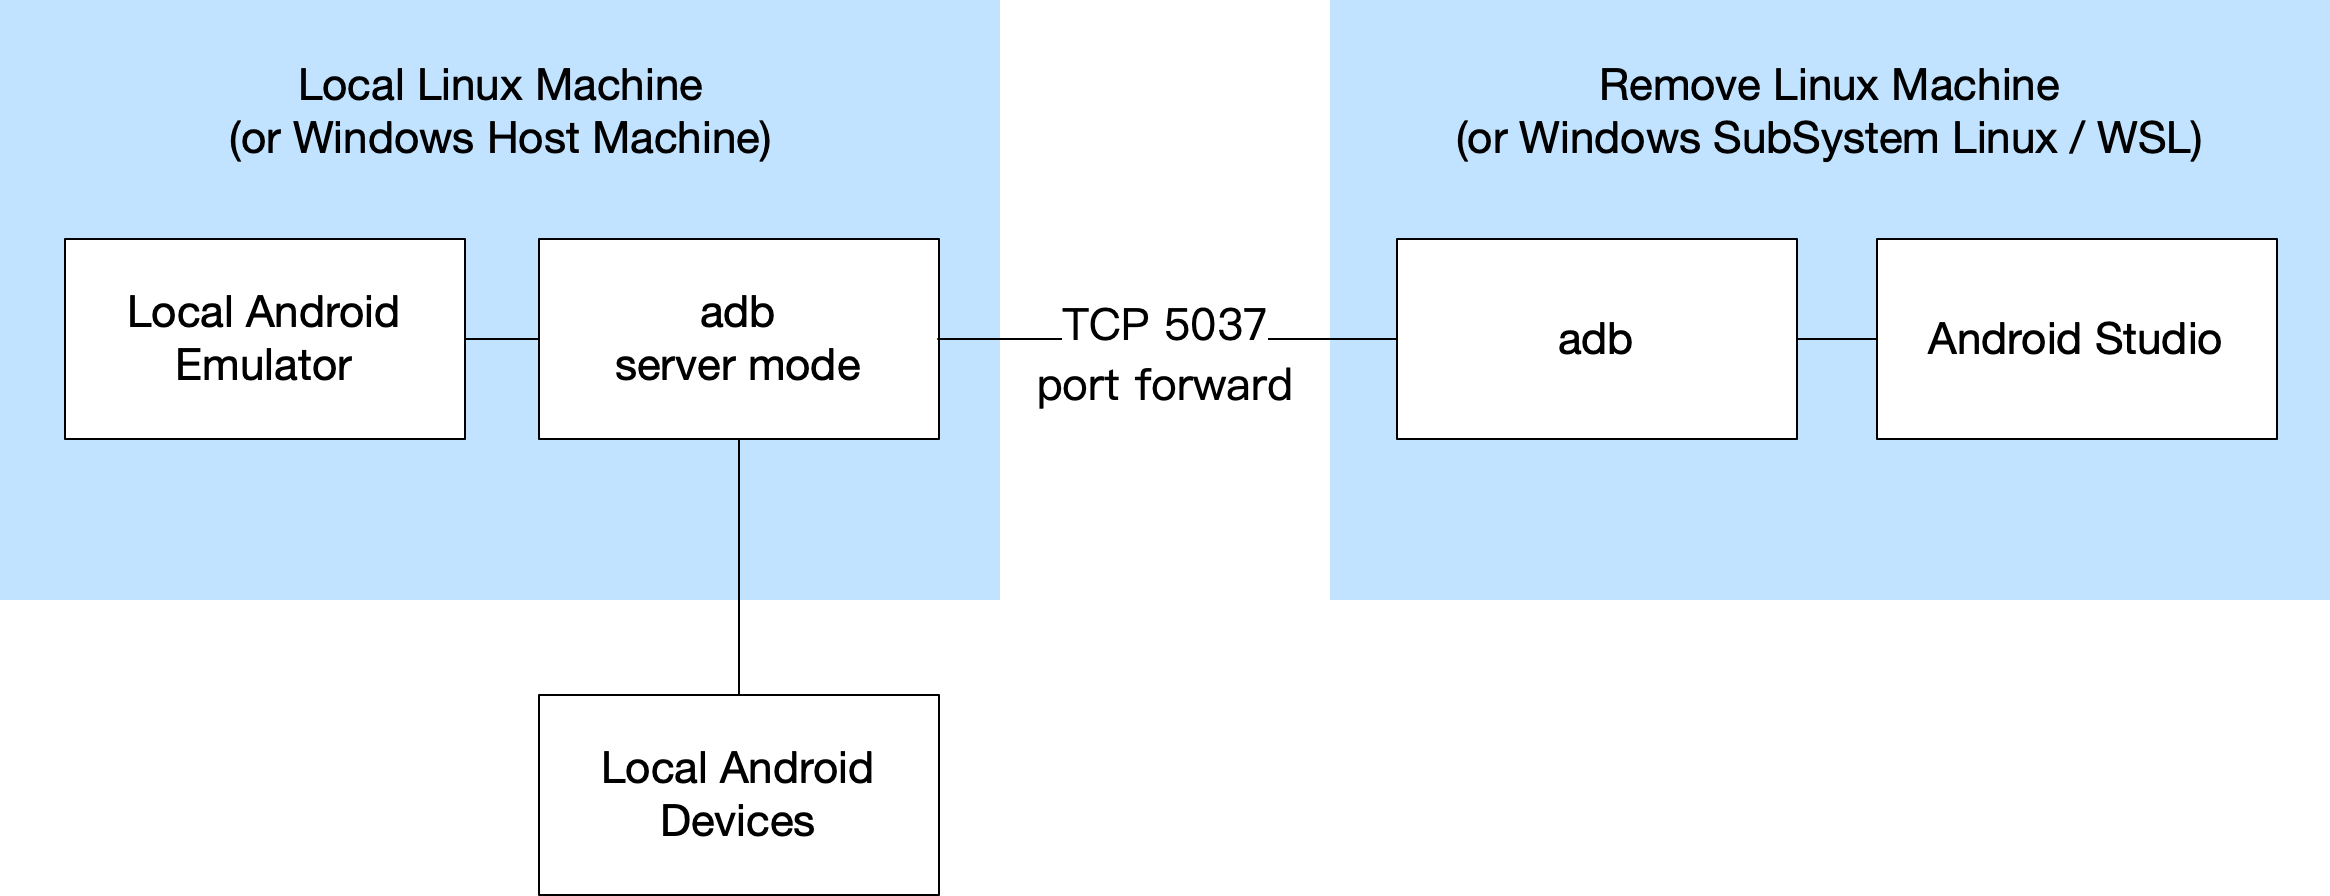 Local Linux Machine
(or Windows Host Machine)
Remove Linux Machine
(or Windows SubSystem Linux / WSL)
Local Android
Emulator
adb
server mode
TCP 5037
port forward
adb
Android Studio
Local Android
Devices